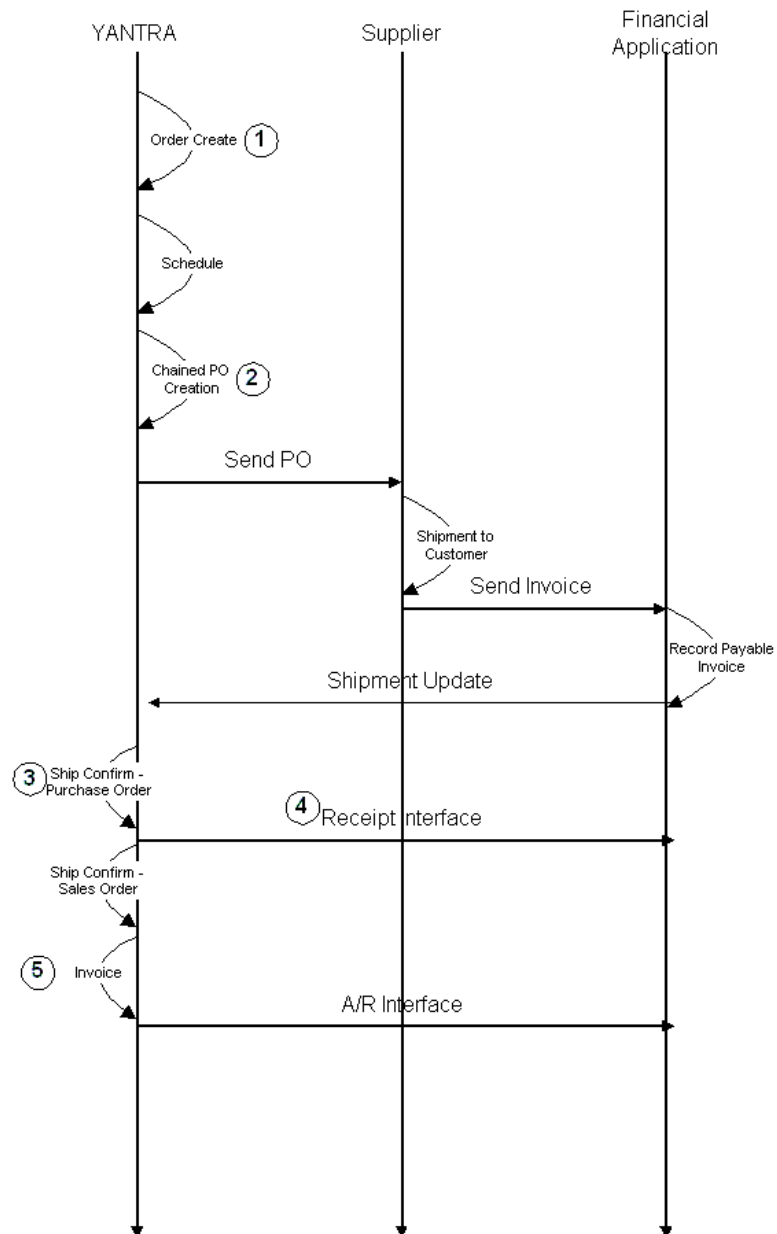 YANTRA
Supplier
Financial
Application
Order Create 1
Schedule
Chained PO
Creation 2
Send PO
Shipment to
Customer
Send Invoice
Record Payable
Invoice
Shipment Update
3 Ship Confirm -
Purchase Order
4
Receipt Interface
Ship Confirm -
Sales Order
5 Invoice
A/R Interface